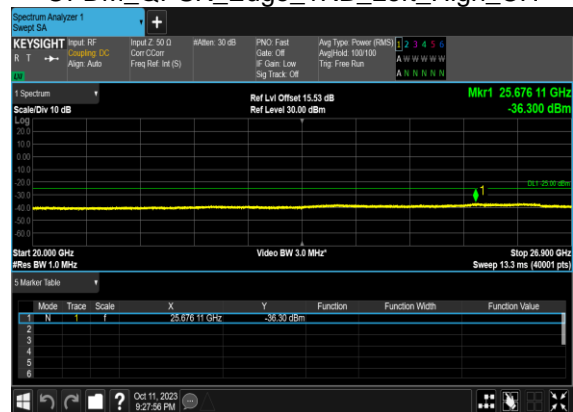 Spectrum Analyzer 1
Swept SA
+
KEYSIGHT Input: RF Input Z: 50 Ω #Atten: 30 dB PNO: Fast Avg Type: Power (RMS) 1 2 3 4 5 6
R T Coupling: DC Corr CCorr Gate: Off Avg|Hold: 100/100 A W W W W W
Align: Auto Freq Ref: Int (S) IF Gain: Low Trig: Free Run
LW Sig Track: Off A N N N N N
1 Spectrum Ref Lvl Offset 15.53 dB Mkr1 25.676 11 GHz
Scale/Div 10 dB Ref Level 30.00 dBm -36.300 dBm
Log
20.0
10.0
0.00
-10.0
-20.0
DL1 -25.00 dBm
-30.0
1
-40.0
-50.0
-60.0
Start 20.000 GHz Video BW 3.0 MHz* Stop 26.900 GHz
#Res BW 1.0 MHz Sweep 13.3 ms (40001 pts)
5 Marker Table
Mode Trace Scale X Y Function Function Width Function Value
1 N 1 f 25.676 11 GHz -36.30 dBm
2
3
4
5
6
? Oct 11, 2023
9:27:56 PM